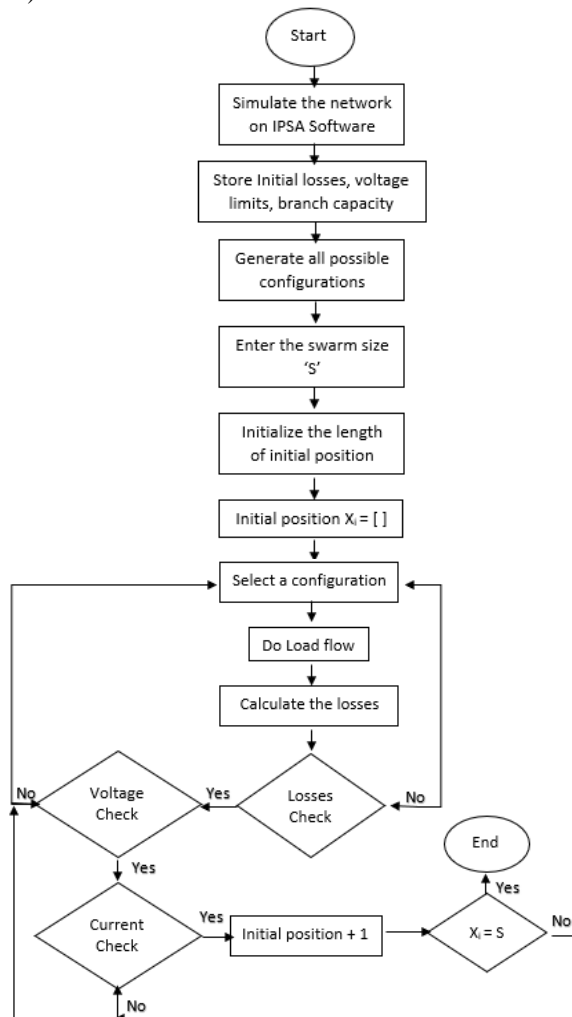 )
Start
Simulate the network
on IPSA Software
Store Initial losses, voltage
limits, branch capacity
Generate all possible
configurations
Enter the swarm size
‘S’
Initialize the length
of initial position
Initial position Xᵢ = [ ]
Select a configuration
Do Load flow
Calculate the losses
No
Voltage
Check
Yes
Losses
Check
No
End
Yes
Yes
Current
Check
Yes
Initial position + 1
Xᵢ = S
No
No